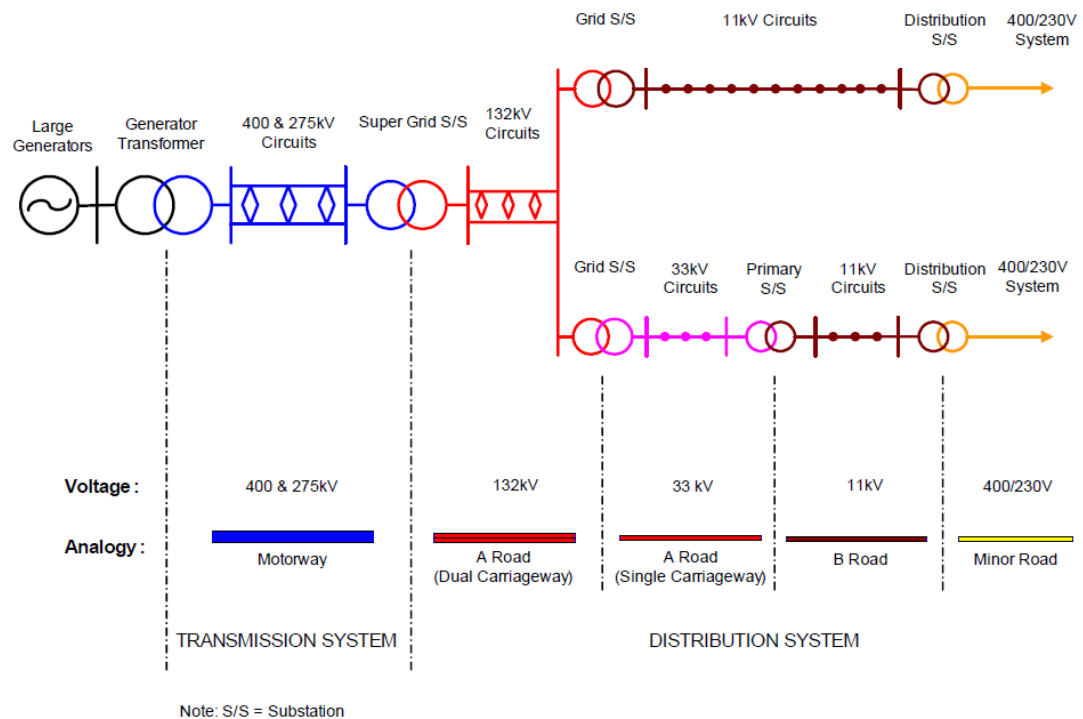 Grid S/S
11kV Circuits
Distribution
S/S
400/230V
System
Large
Generators
Generator
Transformer
400 & 275kV
Circuits
Super Grid S/S
132kV
Circuits
Grid S/S
33kV
Circuits
Primary
S/S
11kV
Circuits
Distribution
S/S
400/230V
System
Voltage :
400 & 275kV
132kV
33 kV
11kV
400/230V
Analogy :
Motorway
A Road
(Dual Carriageway)
A Road
(Single Carriageway)
B Road
Minor Road
TRANSMISSION SYSTEM
DISTRIBUTION SYSTEM
Note: S/S = Substation